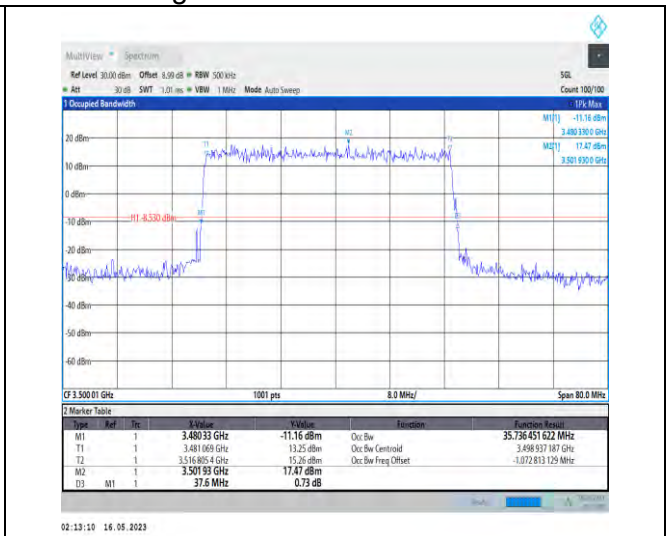 MultiView Spectrum
Ref Level 30.00 dBm Offset 8.99 dB RBW 500 kHz SGL
Att 30 dB SWT 1.01 ms VBW 1 MHz Mode Auto Sweep Count 100/100
1 Occupied Bandwidth 1Pk Max
M1[1] -11.16 dBm
3.480 330 0 GHz
M2[1] 17.47 dBm
3.501 930 0 GHz
M2
T1
T2
20 dBm
10 dBm
0 dBm
M1
D3
H1 -8.530 dBm
-10 dBm
-20 dBm
-30 dBm
-40 dBm
-50 dBm
-60 dBm
CF 3.500 01 GHz 1001 pts 8.0 MHz/ Span 80.0 MHz
2 Marker Table
Type Ref Trc X-Value Y-Value Function Function Result
M1 1 3.480 33 GHz -11.16 dBm Occ Bw 35.736 451 622 MHz
T1 1 3.481 069 GHz 13.25 dBm Occ Bw Centroid 3.498 937 187 GHz
T2 1 3.516 805 4 GHz 15.26 dBm Occ Bw Freq Offset -1.072 813 129 MHz
M2 1 3.501 93 GHz 17.47 dBm
D3 M1 1 37.6 MHz 0.73 dB
02:13:10 16.05.2023